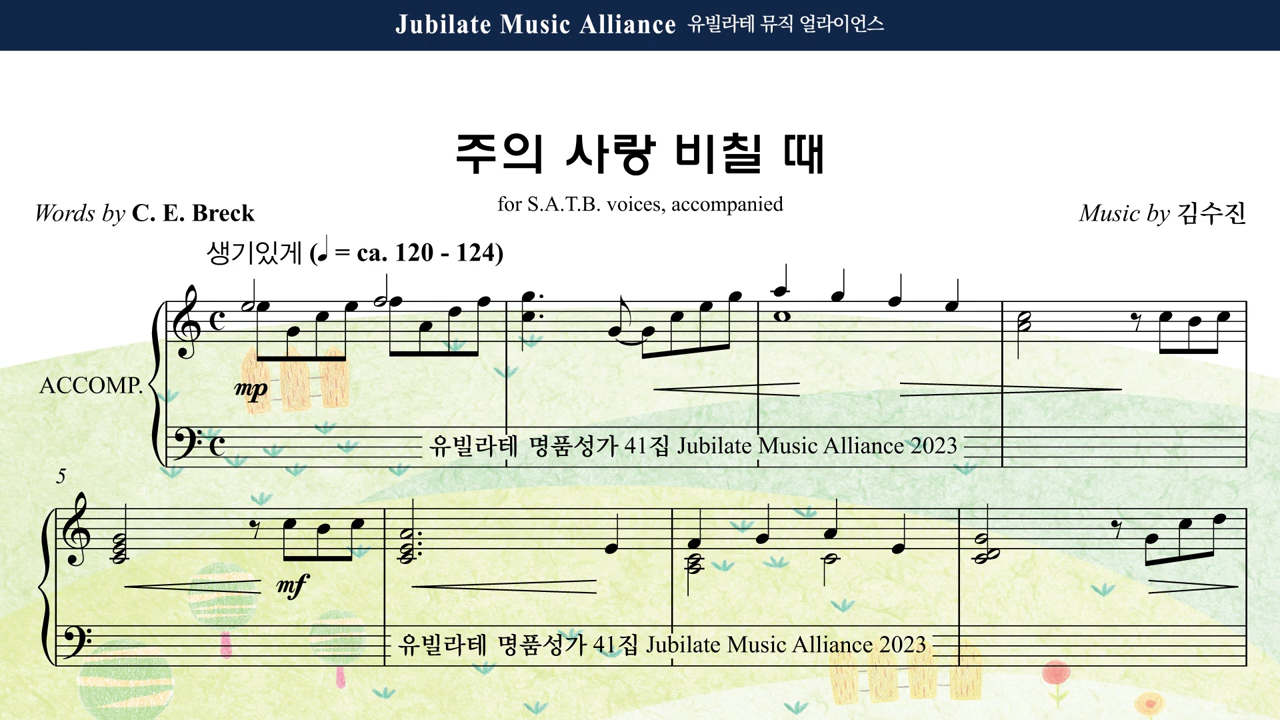 Jubilate Music Alliance 유빌라테 뮤직 얼라이언스
주의 사랑 비칠 때
for S.A.T.B. voices, accompanied
Words by C. E. Breck
Music by 김수진
생기있게 (♩ = ca. 120 - 124)
ACCOMP.
mp
유빌라테 명품성가 41집 Jubilate Music Alliance 2023
5
mf
유빌라테 명품성가 41집 Jubilate Music Alliance 2023